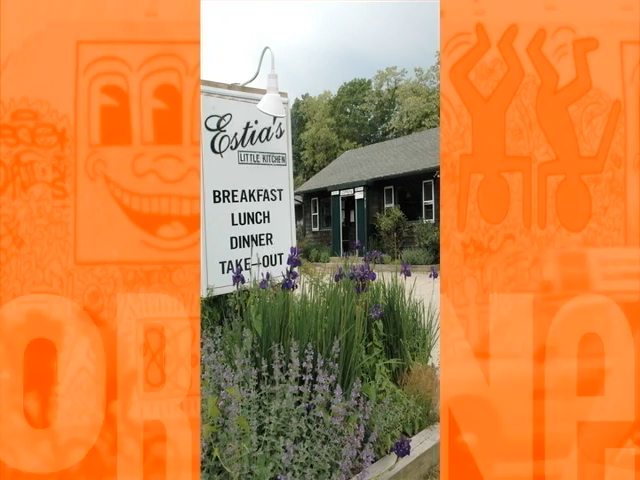 Estia's
LITTLE KITCHEN
BREAKFAST
LUNCH
DINNER
TAKE-OUT